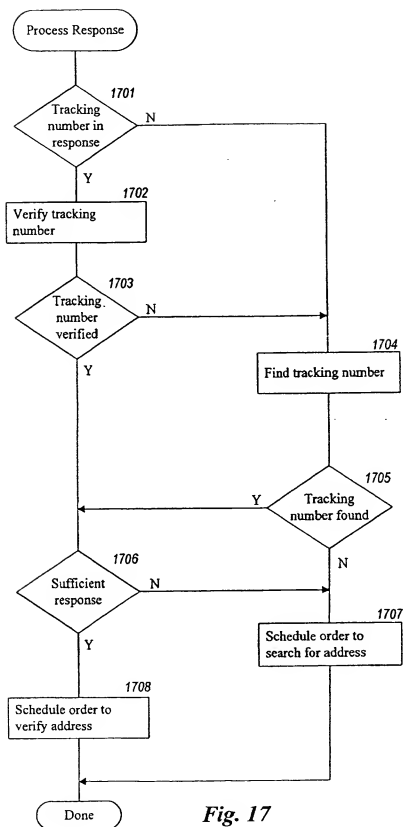 Process Response
1701
Tracking
number in
response
N
Y
1702
Verify tracking
number
1703
Tracking
number
verified
N
Y
1704
Find tracking number
1705
Tracking
number found
Y
N
1706
Sufficient
response
N
Y
1707
Schedule order to
search for address
1708
Schedule order to
verify address
Done
Fig. 17